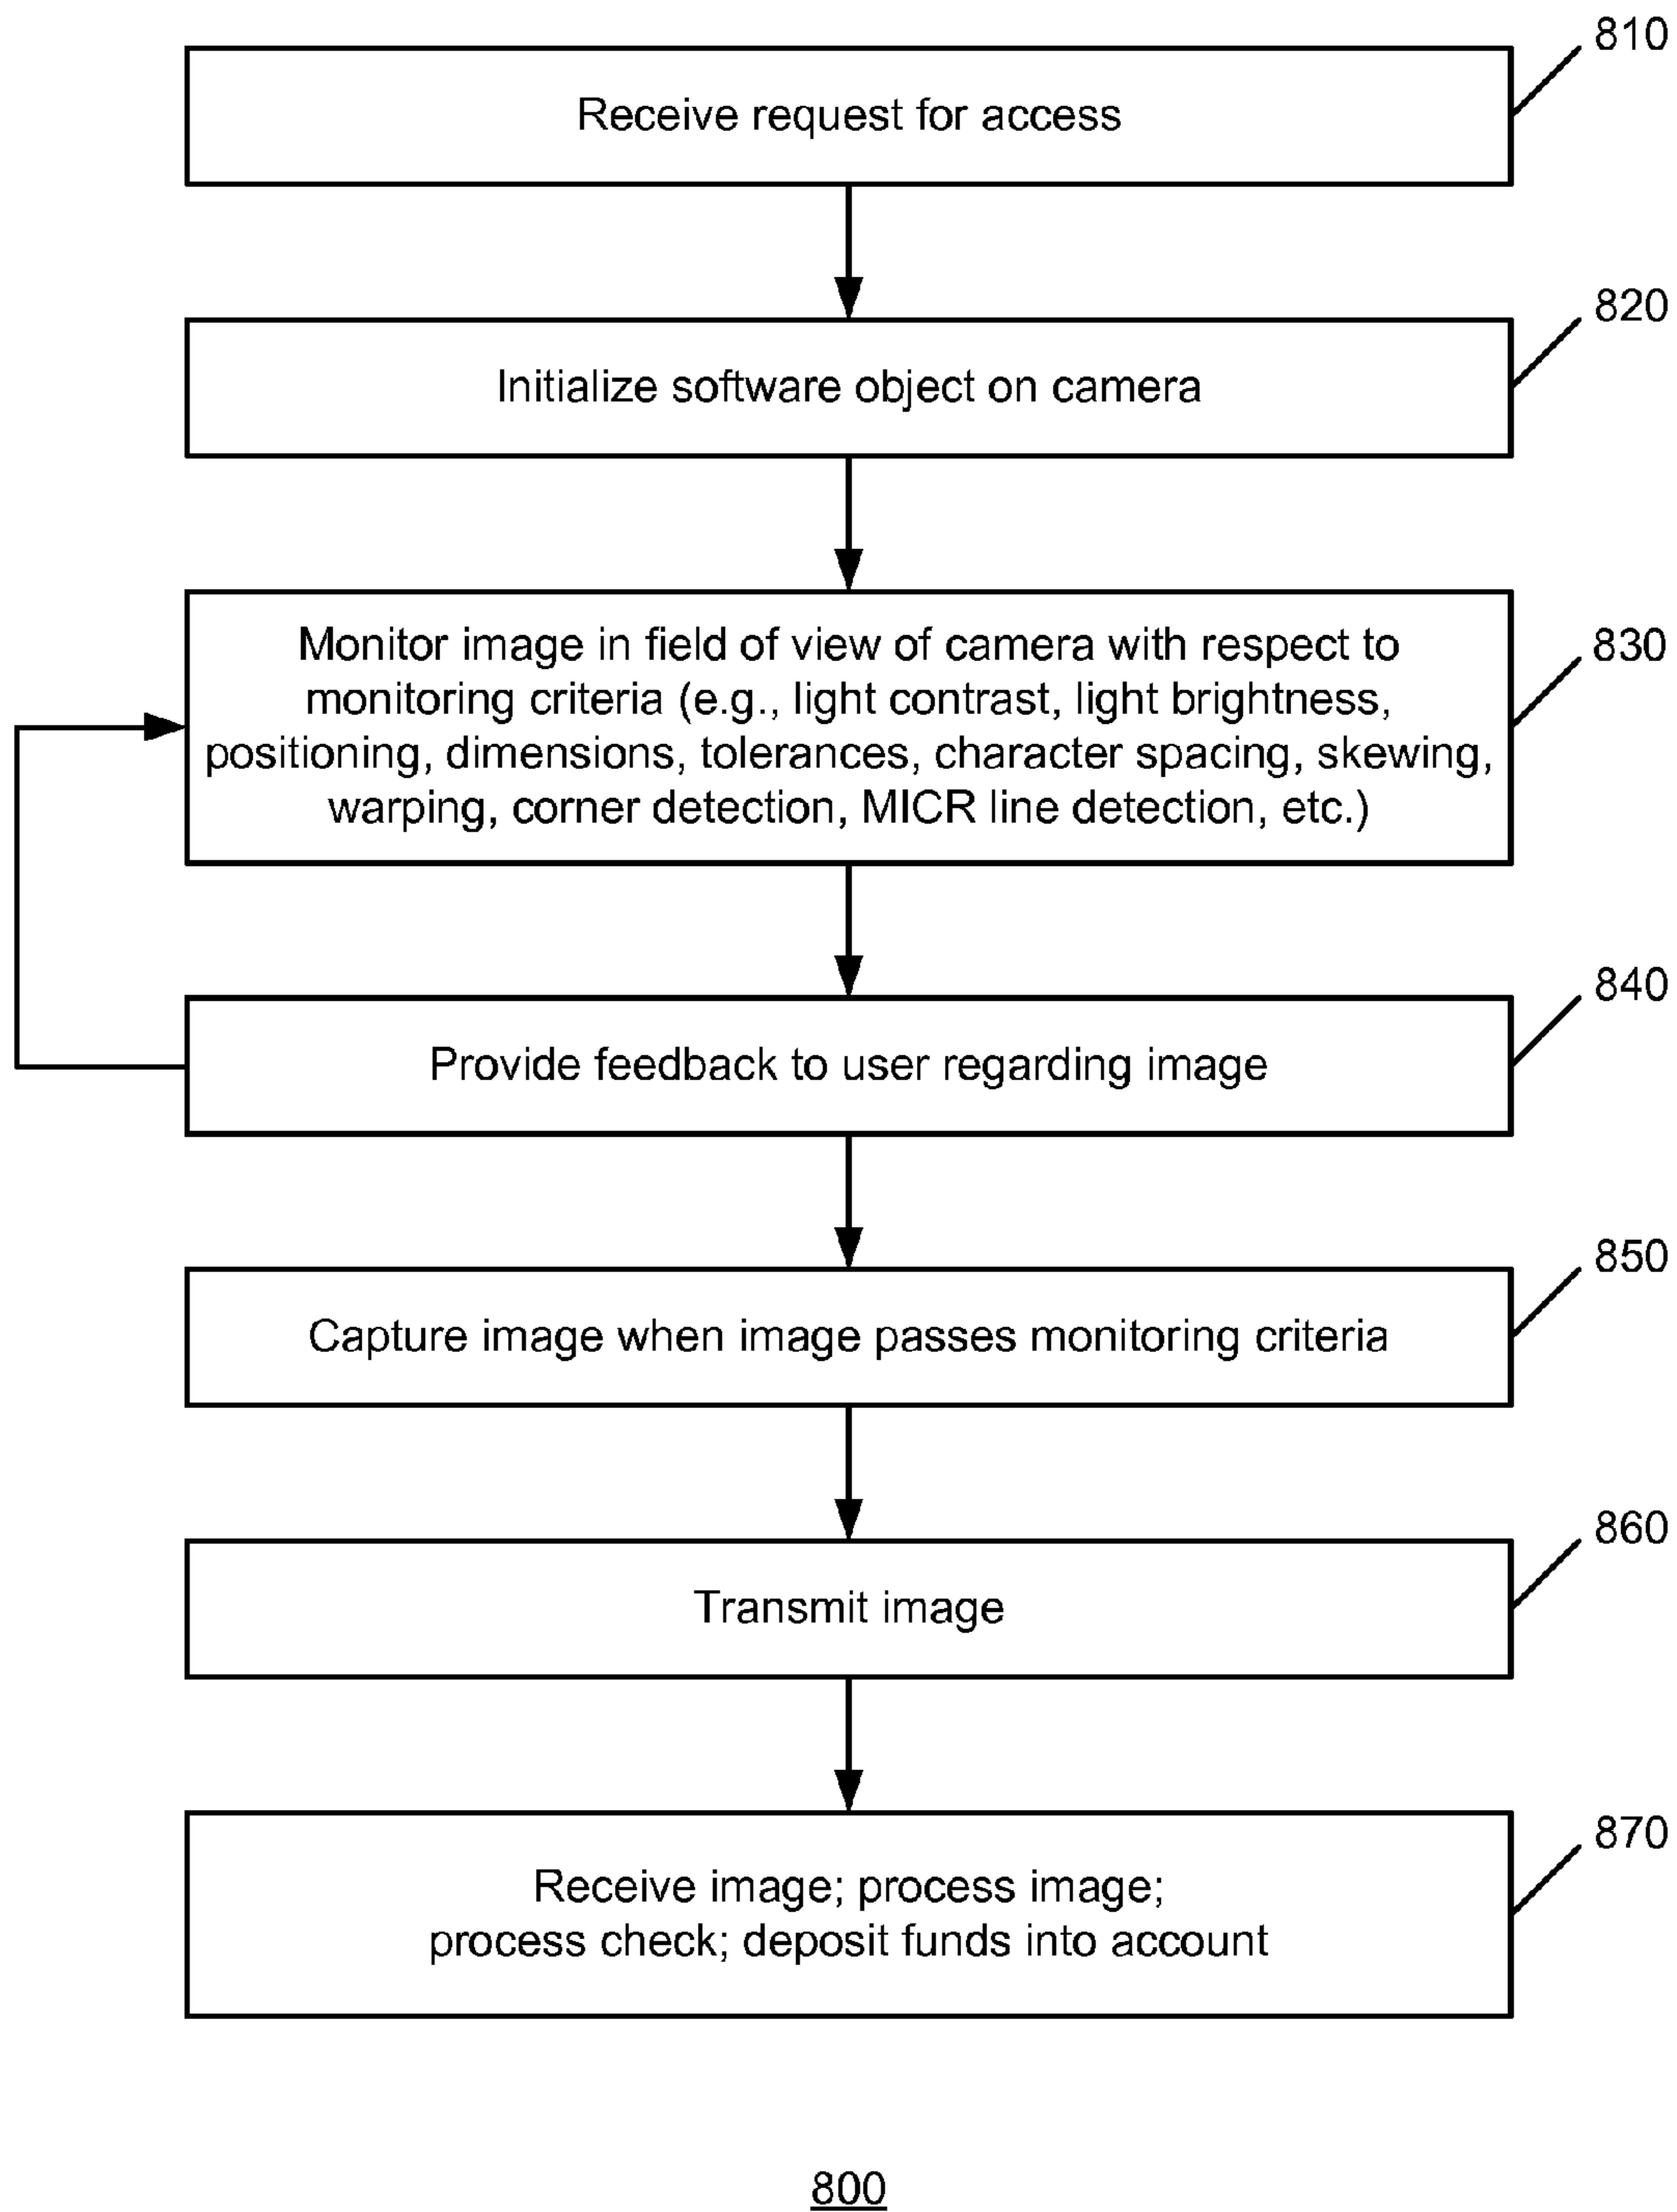 810
Receive request for access
820
Initialize software object on camera
830
Monitor image in field of view of camera with respect to
monitoring criteria (e.g., light contrast, light brightness,
positioning, dimensions, tolerances, character spacing, skewing,
warping, corner detection, MICR line detection, etc.)
840
Provide feedback to user regarding image
850
Capture image when image passes monitoring criteria
860
Transmit image
870
Receive image; process image;
process check; deposit funds into account
800